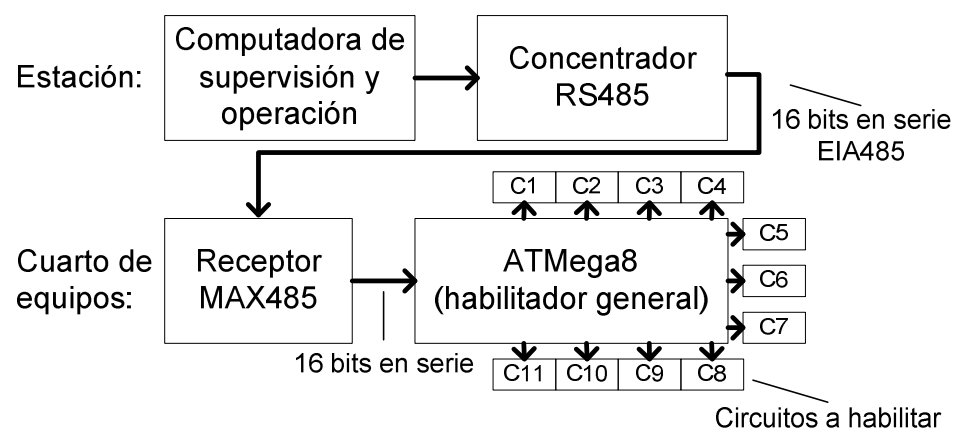 Estación:
Computadora de
supervisión y
operación
Concentrador
RS485
16 bits en serie
EIA485
C1 C2 C3 C4
C5
Cuarto de
equipos:
Receptor
MAX485
ATMega8
(habilitador general)
C6
C7
16 bits en serie
C11 C10 C9 C8
Circuitos a habilitar